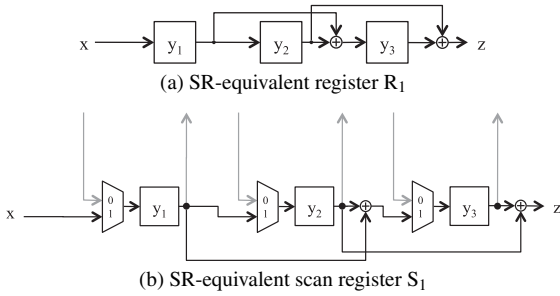 x y₁ y₂ y₃ z
(a) SR-equivalent register R₁
0 0 0
1 1 1
x y₁ y₂ y₃ z
(b) SR-equivalent scan register S₁